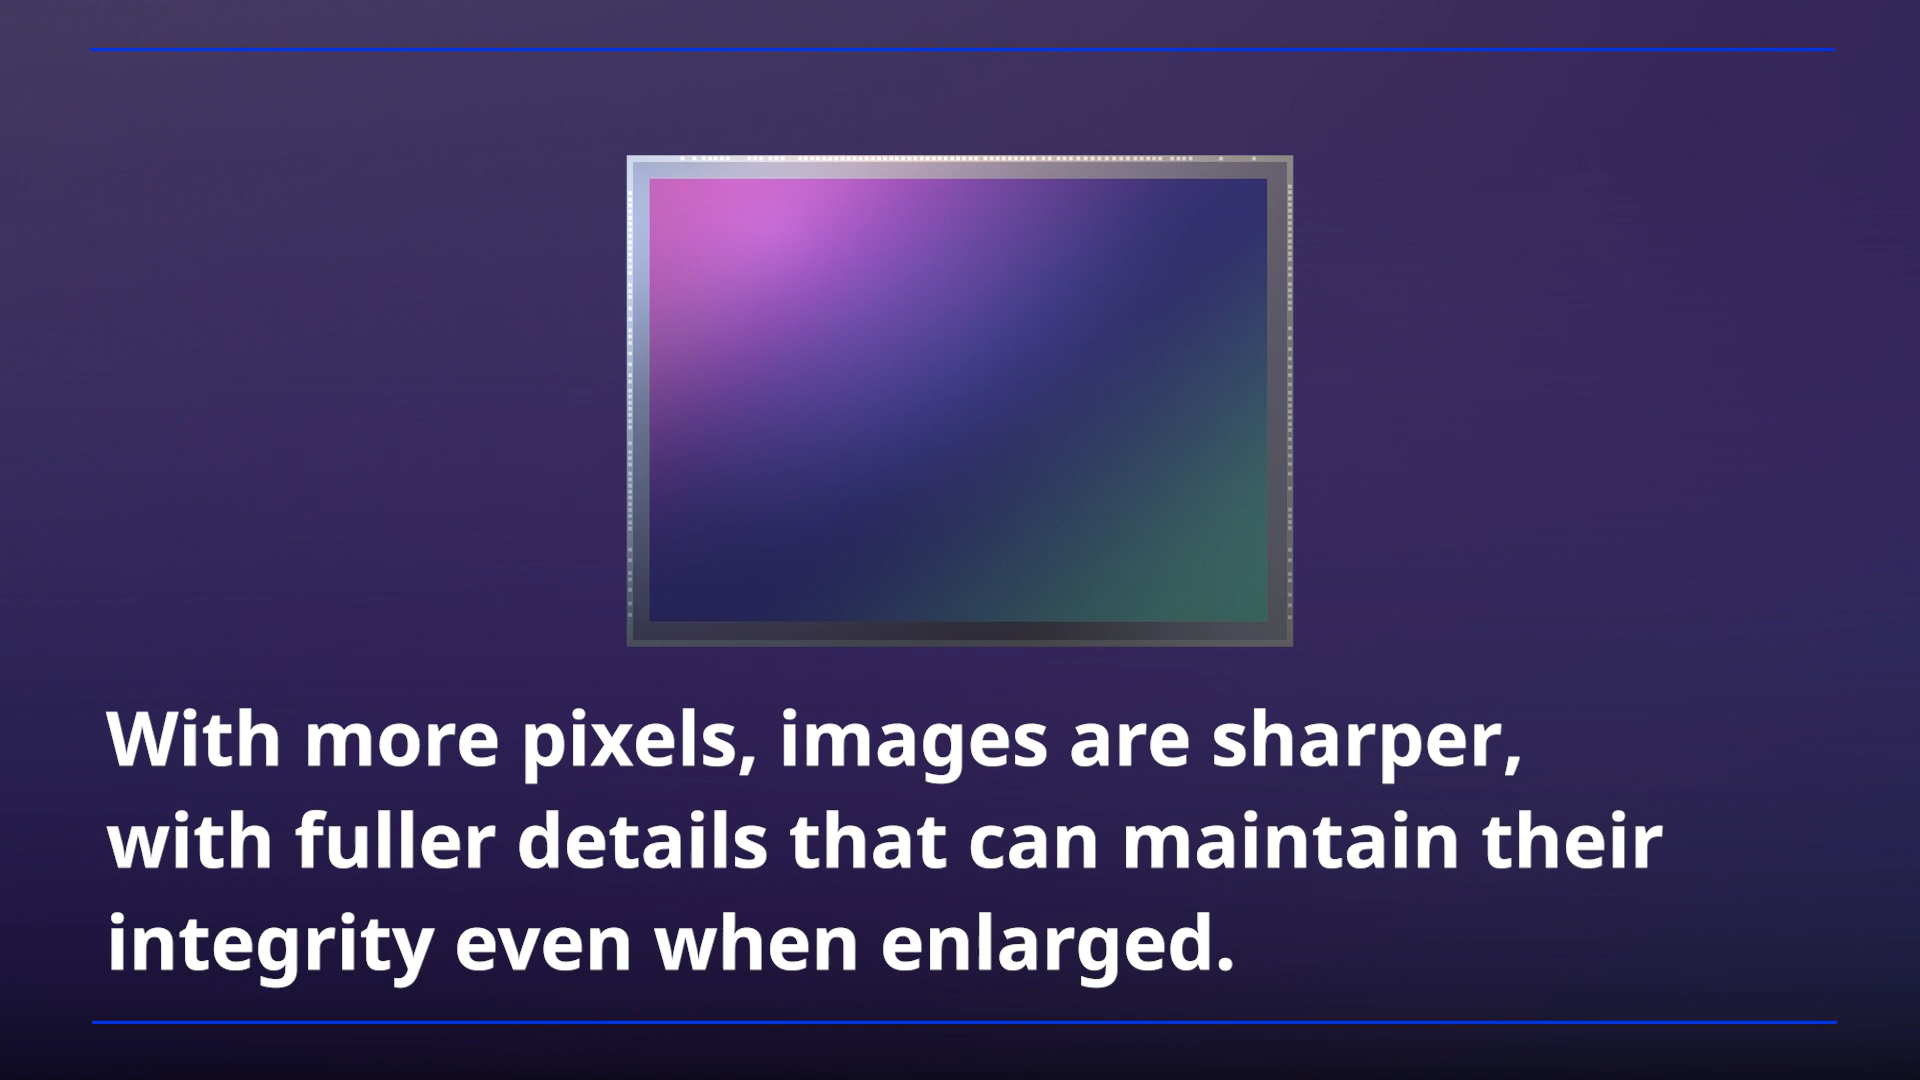 With more pixels, images are sharper,
with fuller details that can maintain their
integrity even when enlarged.